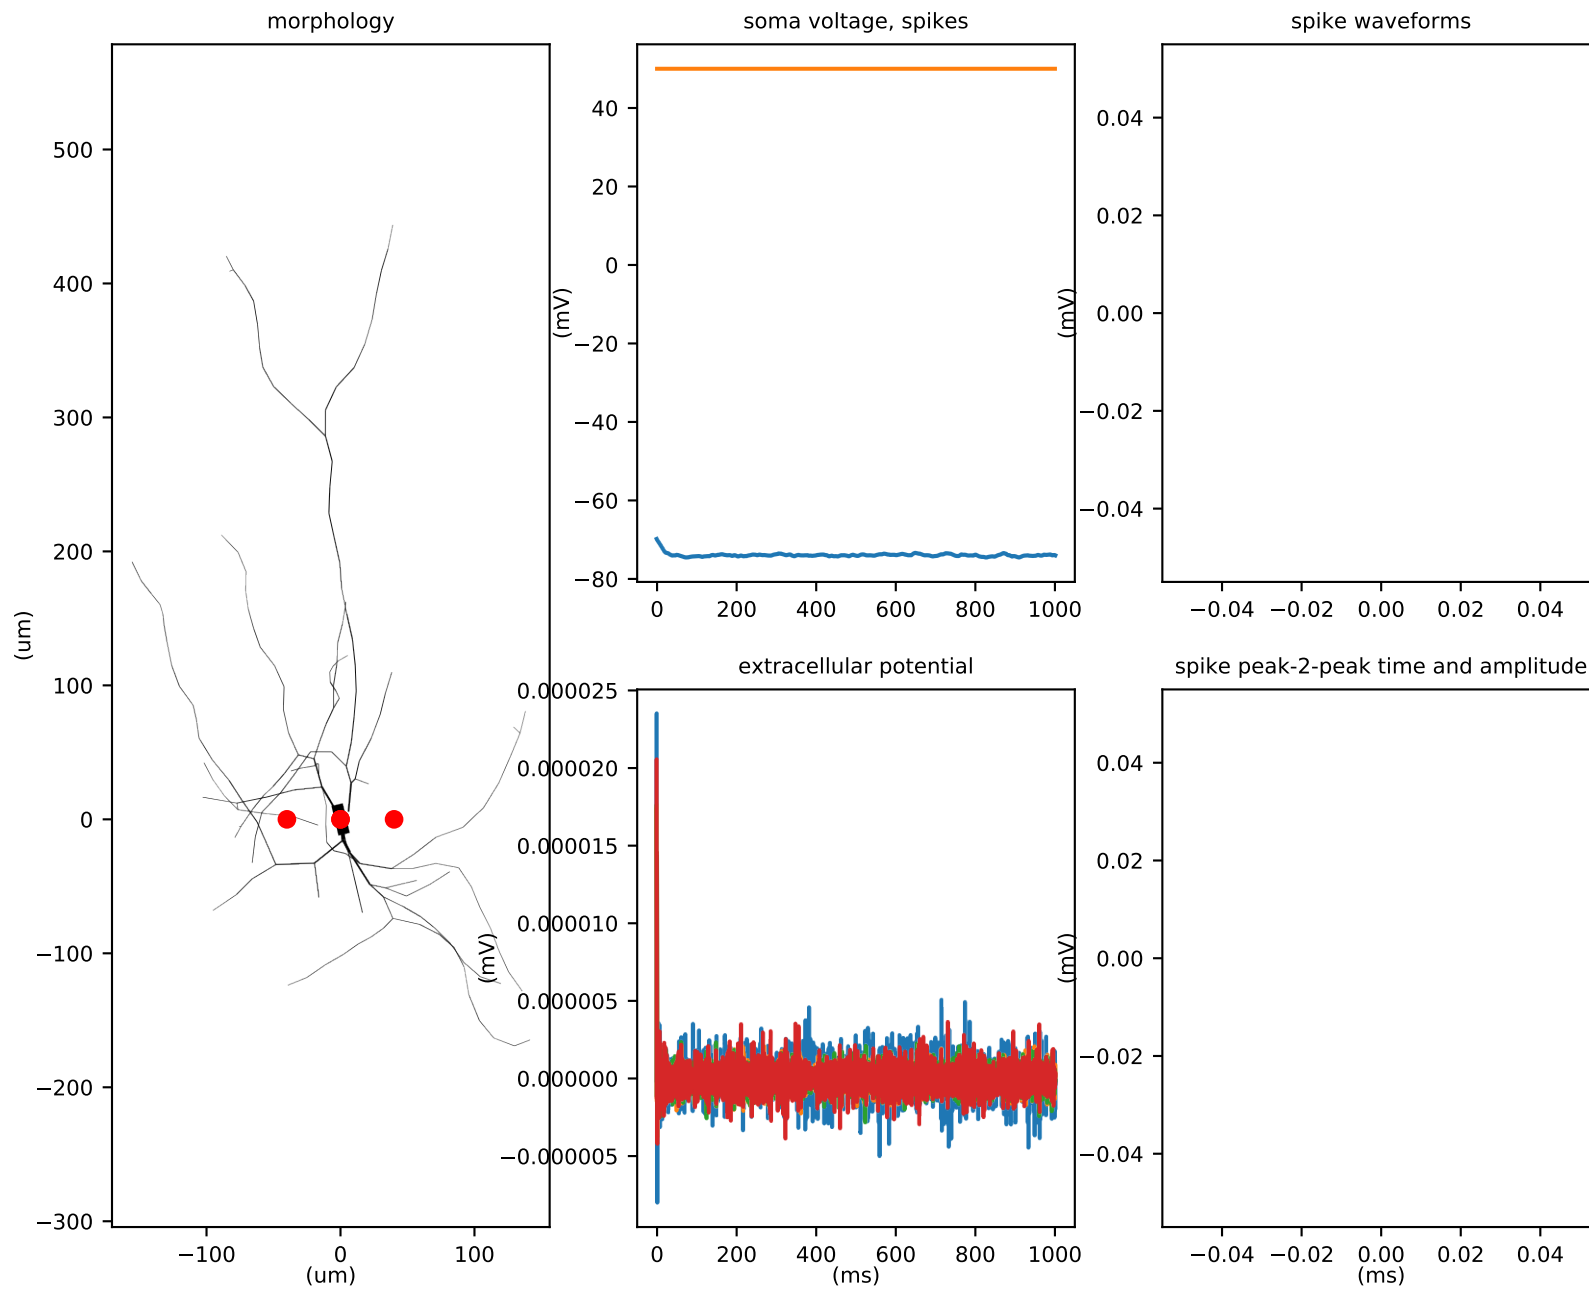 morphology
500
400
300
200
100
0
−100
−200
−300
(um)
−100 0 100
(um)
soma voltage, spikes
40
20
0
−20
−40
−60
−80
(mV)
0 200 400 600 800 1000
spike waveforms
0.04
0.02
0.00
−0.02
−0.04
(mV)
−0.04 −0.02 0.00 0.02 0.04
extracellular potential
0.000025
0.000020
0.000015
0.000010
0.000005
0.000000
−0.000005
(mV)
0 200 400 600 800 1000
(ms)
spike peak-2-peak time and amplitude
0.04
0.02
0.00
−0.02
−0.04
(mV)
−0.04 −0.02 0.00 0.02 0.04
(ms)